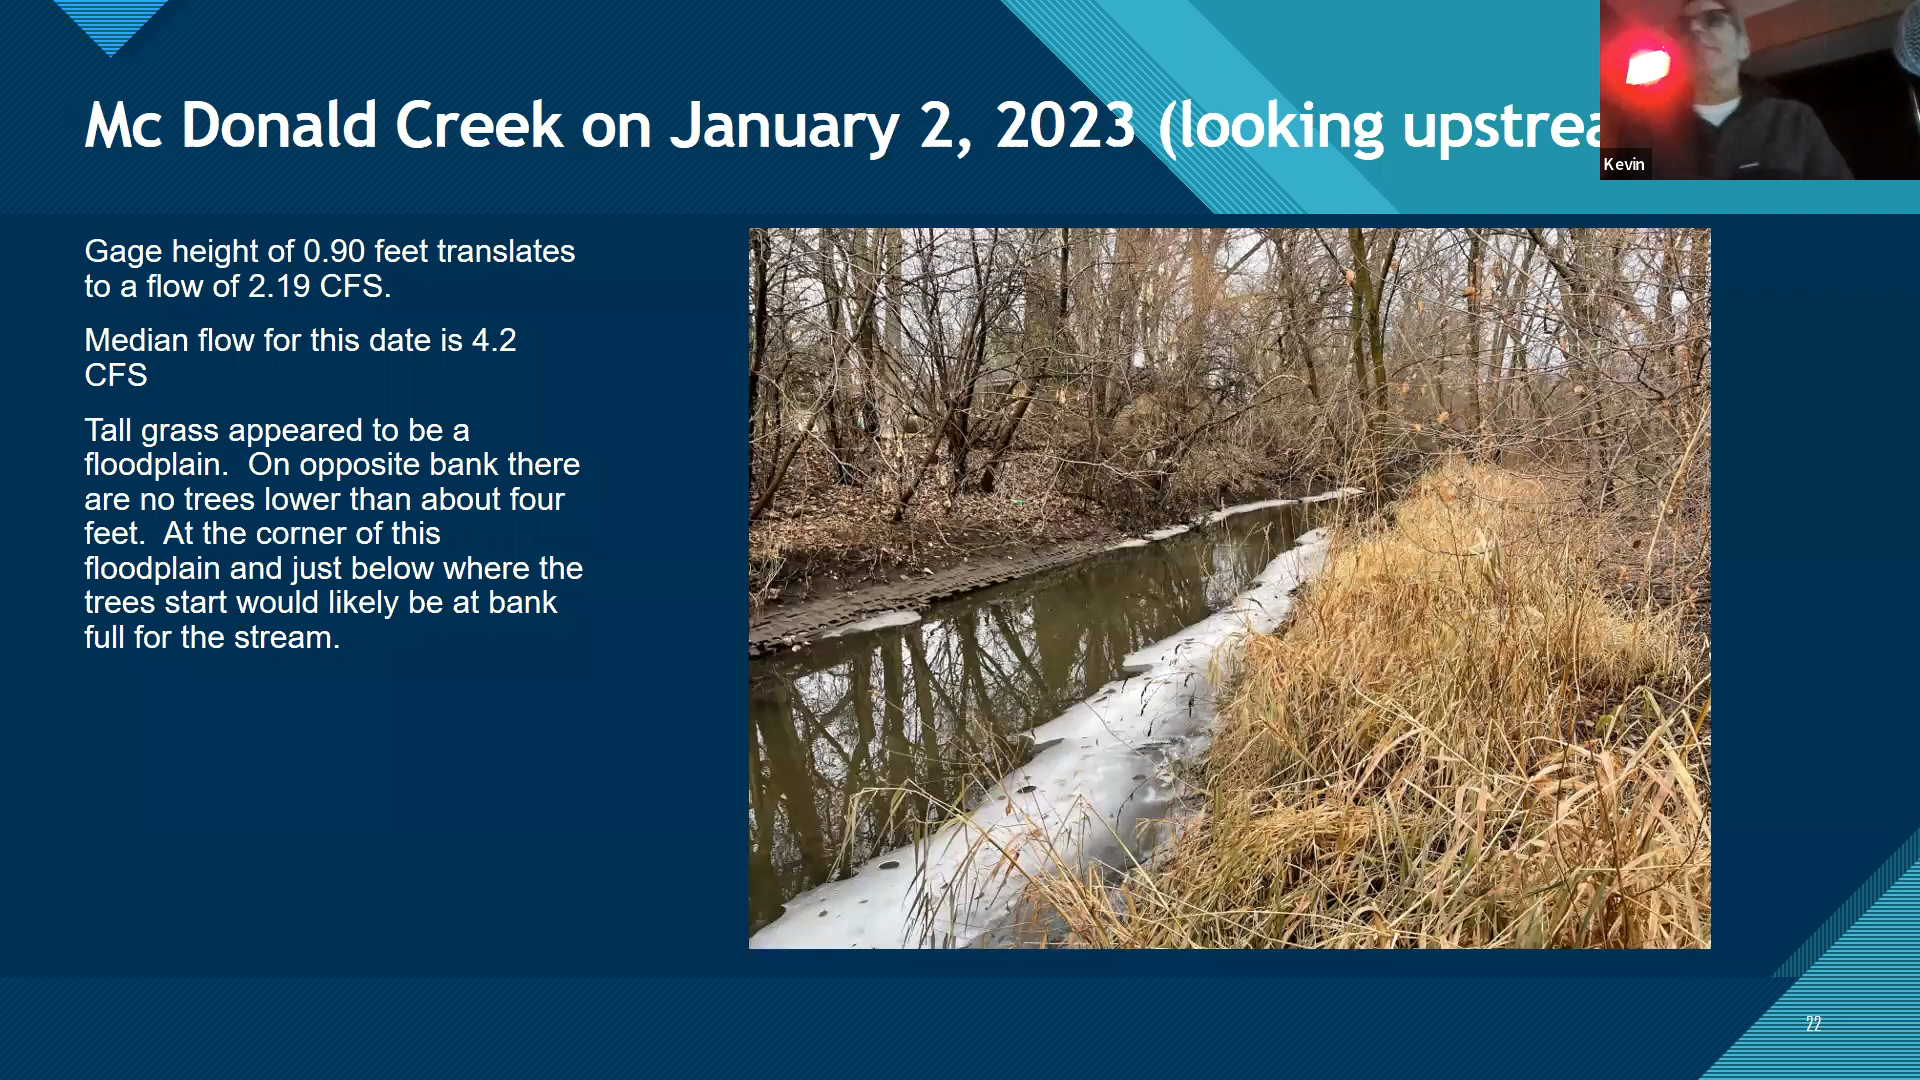 Mc Donald Creek on January 2, 2023 (looking upstrea
Kevin
Gage height of 0.90 feet translates
to a flow of 2.19 CFS.
Median flow for this date is 4.2
CFS
Tall grass appeared to be a
floodplain.  On opposite bank there
are no trees lower than about four
feet.  At the corner of this
floodplain and just below where the
trees start would likely be at bank
full for the stream.
22